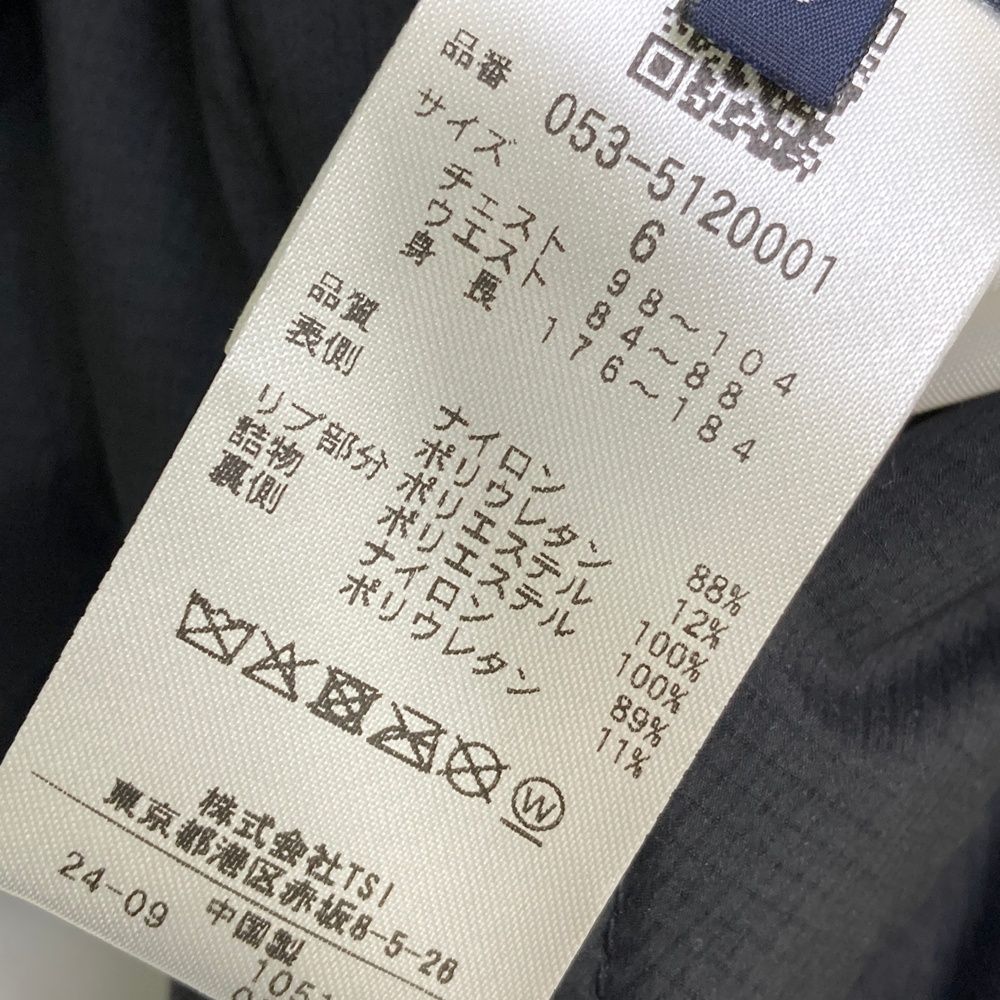 品番 053-5120001
サイズ 6
チェスト 98～104
ウエスト 84～88
身長 176～184
品質
表側 ナイロン 88%
ポリウレタン 12%
リブ部分 ポリエステル 100%
詰物 ポリエステル 100%
裏側 ナイロン 89%
ポリウレタン 11%
W
株式会社TSI
東京都港区赤坂8-5-26
24-09 中国製
1051